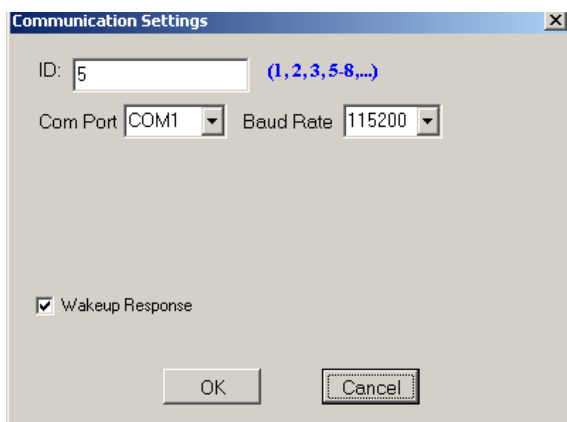 Communication Settings
ID: 5 (1, 2, 3, 5-8,...)
Com Port COM1 Baud Rate 115200
Wakeup Response
OK Cancel